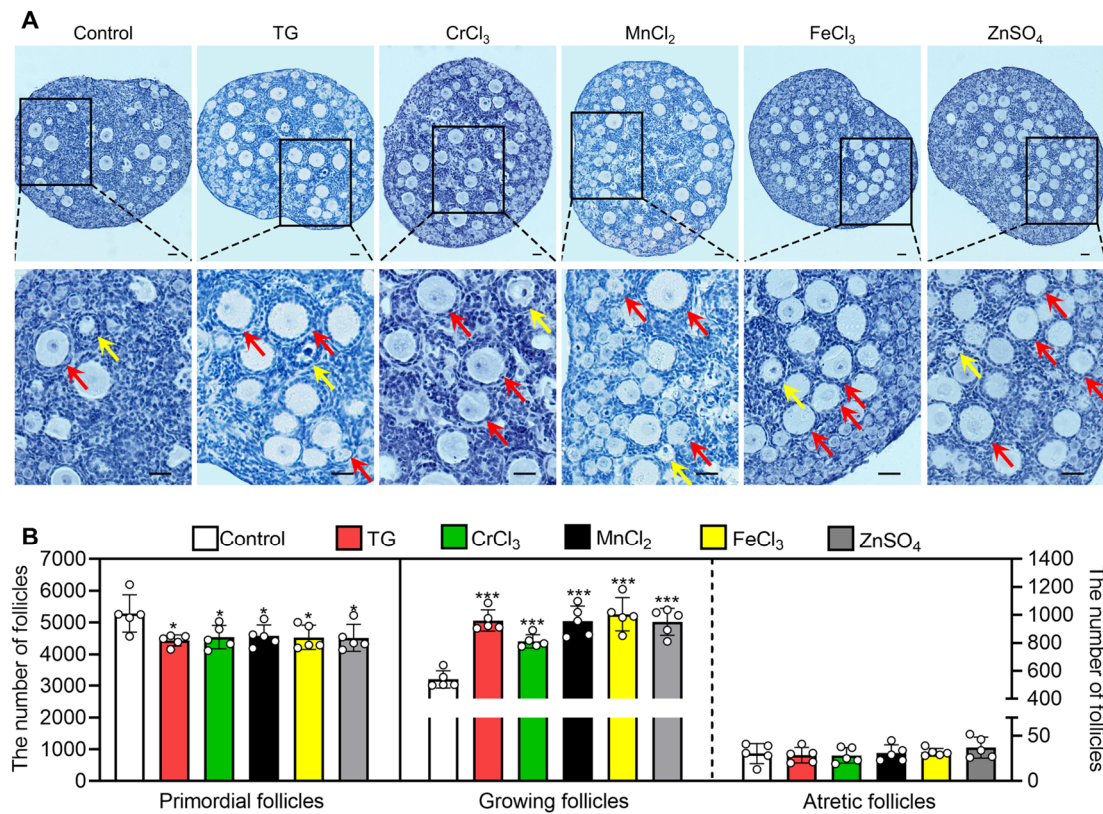 A
Control TG CrCl3 MnCl2 FeCl3 ZnSO4
B
Control TG CrCl3 MnCl2 FeCl3 ZnSO4
The number of follicles
7000
6000
5000
4000
3000
2000
1000
0
* * * * *
*** *** *** *** ***
1400
1200
1000
800
600
400
50
0
The number of follicles
Primordial follicles Growing follicles Atretic follicles